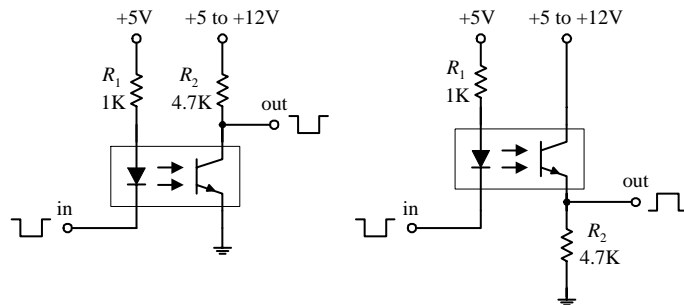 +5V +5 to +12V
R1 R2
1K 4.7K
out
in
+5V +5 to +12V
R1
1K
in out
R2
4.7K